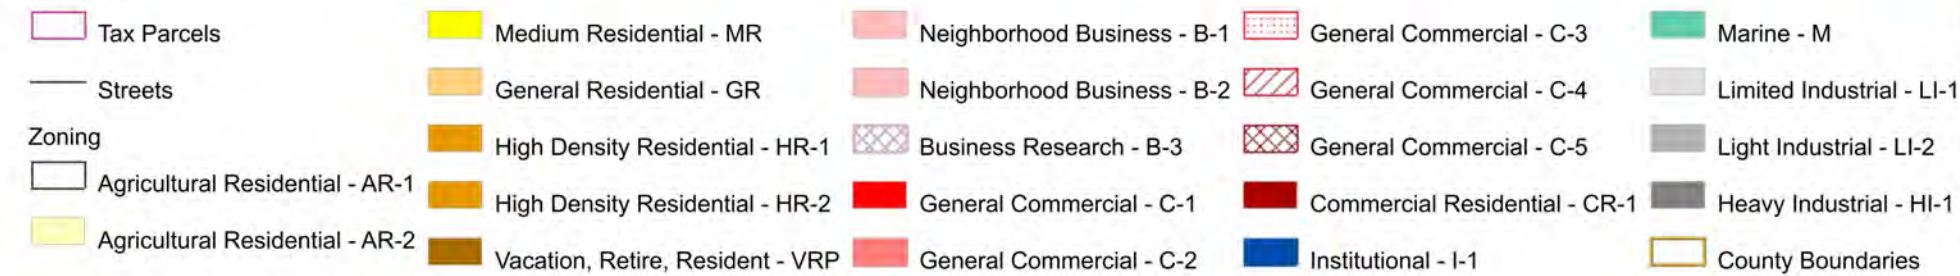 Tax Parcels
Streets
Zoning
Agricultural Residential - AR-1
Agricultural Residential - AR-2
Medium Residential - MR
General Residential - GR
High Density Residential - HR-1
High Density Residential - HR-2
Vacation, Retire, Resident - VRP
Neighborhood Business - B-1
Neighborhood Business - B-2
Business Research - B-3
General Commercial - C-1
General Commercial - C-2
General Commercial - C-3
General Commercial - C-4
General Commercial - C-5
Commercial Residential - CR-1
Institutional - I-1
Marine - M
Limited Industrial - LI-1
Light Industrial - LI-2
Heavy Industrial - HI-1
County Boundaries